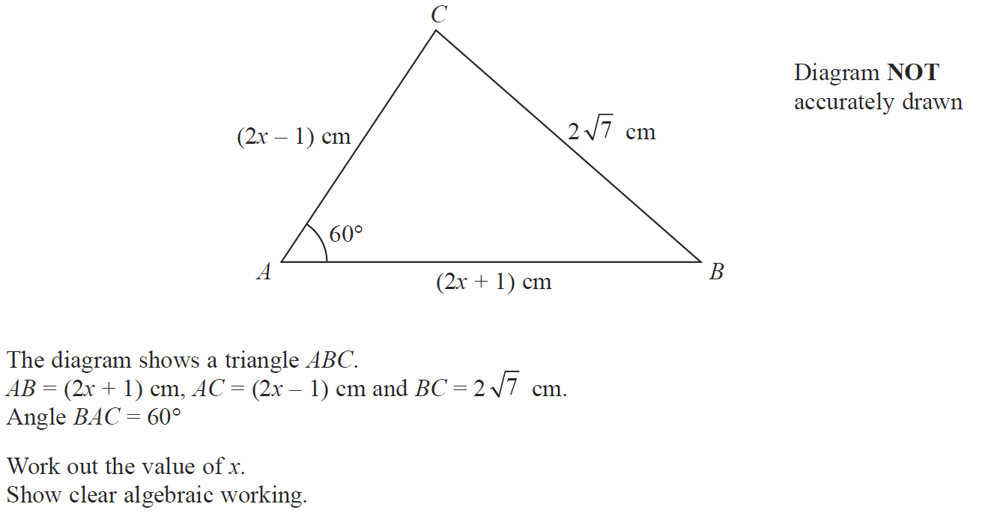 C
Diagram NOT
accurately drawn
(2x – 1) cm
2√7 cm
60°
A
B
(2x + 1) cm
The diagram shows a triangle ABC.
AB = (2x + 1) cm, AC = (2x – 1) cm and BC = 2√7 cm.
Angle BAC = 60°
Work out the value of x.
Show clear algebraic working.